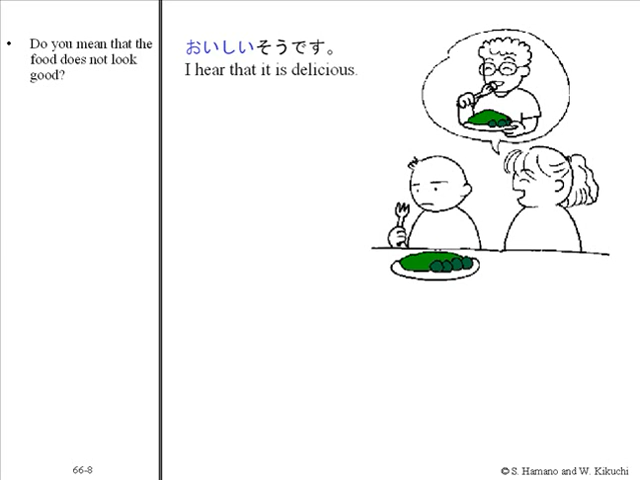 • Do you mean that the
food does not look
good?
おいしいそうです。
I hear that it is delicious.
66-8
© S. Hamano and W. Kikuchi